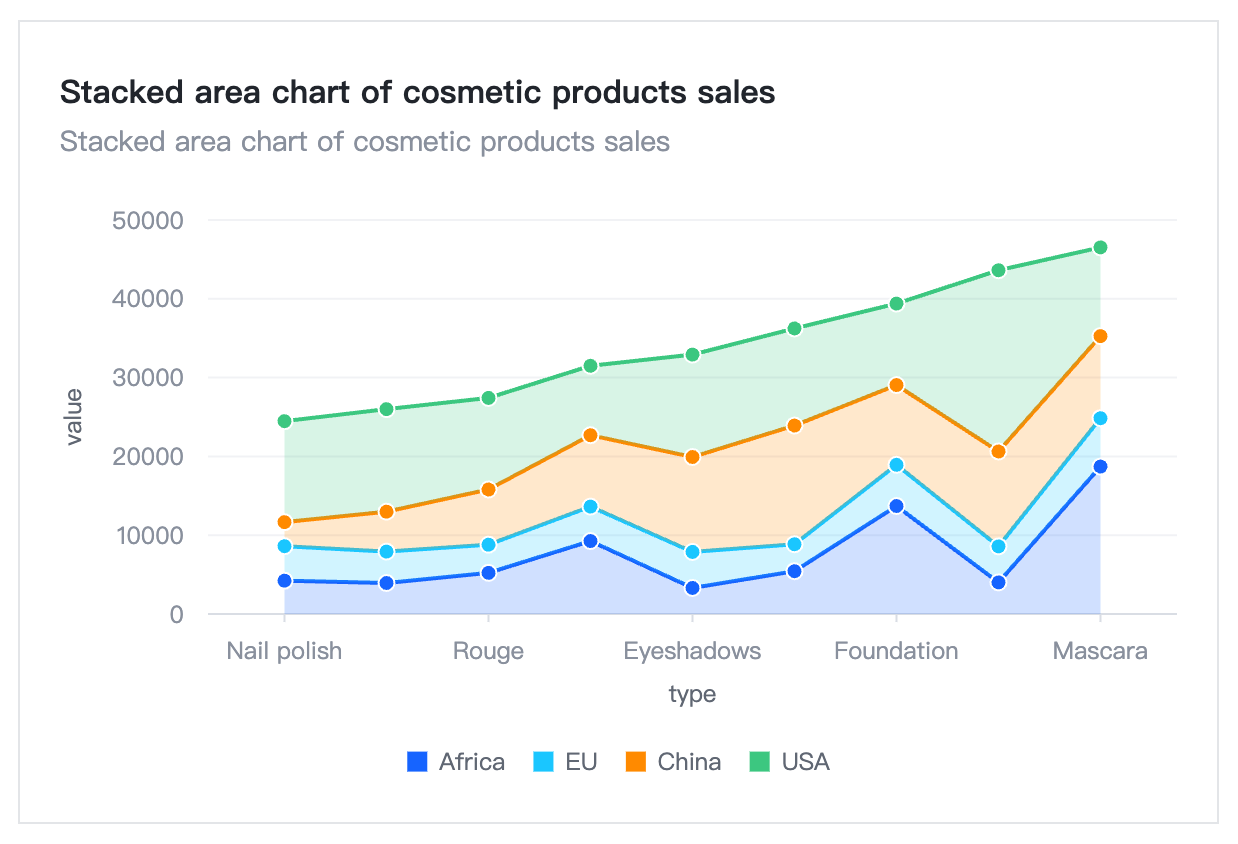 Stacked area chart of cosmetic products sales
Stacked area chart of cosmetic products sales
50000
40000
30000
20000
10000
0
value
Nail polish Rouge Eyeshadows Foundation Mascara
type
Africa EU China USA